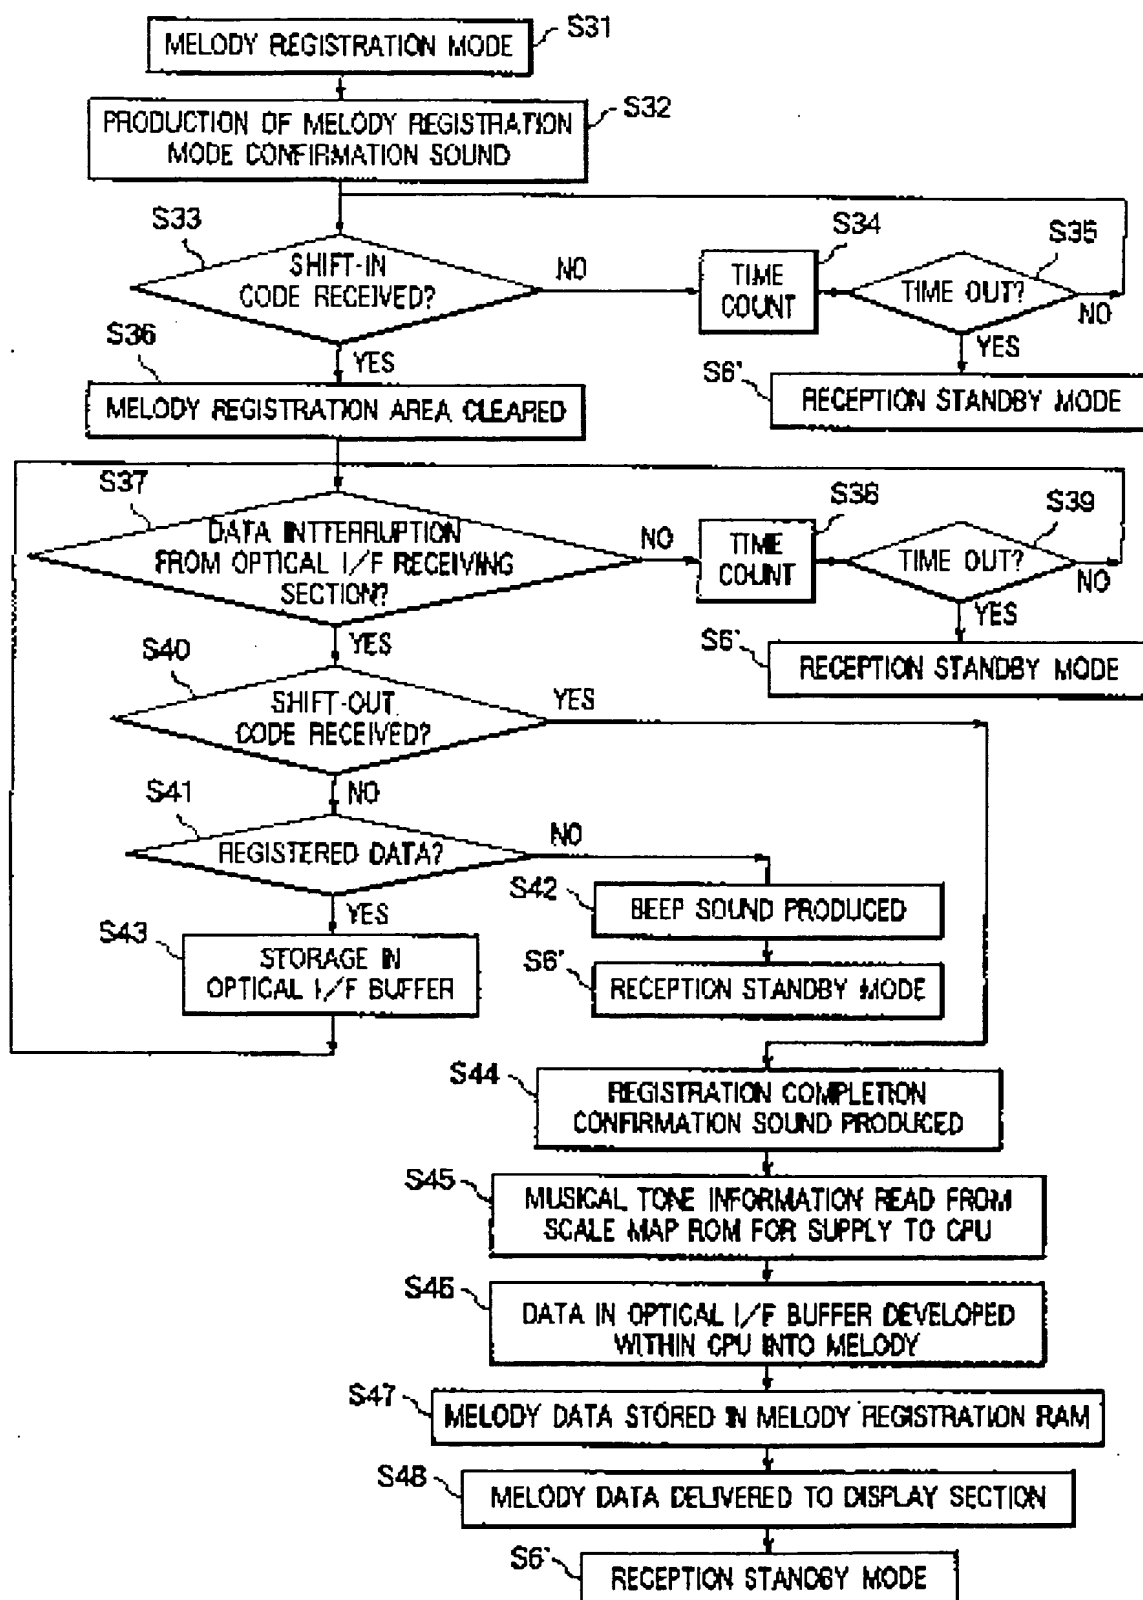 S31
MELODY REGISTRATION MODE
S32
PRODUCTION OF MELODY REGISTRATION
MODE CONFIRMATION SOUND
S33
SHIFT-IN
CODE RECEIVED?
NO
S34
TIME
COUNT
S35
TIME OUT?
NO
YES
S6'
RECEPTION STANDBY MODE
YES
S36
MELODY REGISTRATION AREA CLEARED
S37
DATA INTTERRUPTION
FROM OPTICAL I/F RECEIVING
SECTION?
NO
S38
TIME
COUNT
S39
TIME OUT?
NO
YES
S6'
RECEPTION STANDBY MODE
YES
S40
SHIFT-OUT
CODE RECEIVED?
YES
NO
S41
REGISTERED DATA?
NO
S42
BEEP SOUND PRODUCED
S6'
RECEPTION STANDBY MODE
YES
S43
STORAGE IN
OPTICAL I/F BUFFER
S44
REGISTRATION COMPLETION
CONFIRMATION SOUND PRODUCED
S45
MUSICAL TONE INFORMATION READ FROM
SCALE MAP ROM FOR SUPPLY TO CPU
S46
DATA IN OPTICAL I/F BUFFER DEVELOPED
WITHIN CPU INTO MELODY
S47
MELODY DATA STORED IN MELODY REGISTRATION RAM
S48
MELODY DATA DELIVERED TO DISPLAY SECTION
S6'
RECEPTION STANDBY MODE